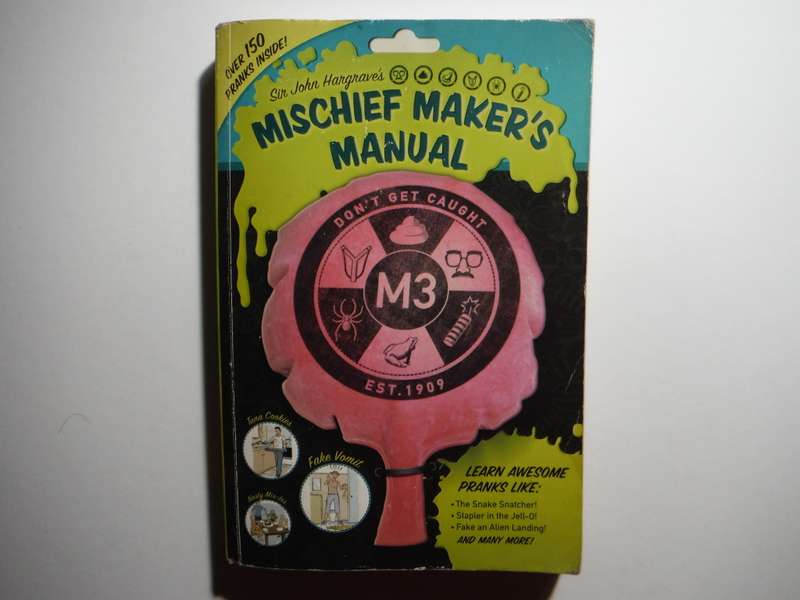 OVER 150
PRANKS INSIDE!
Sir John Hargrave's
MISCHIEF MAKER'S
MANUAL
DON'T GET CAUGHT
M3
EST. 1909
Tuna Cookies
Fake Vomit
LEARN AWESOME
PRANKS LIKE:
• The Snake Snatcher!
• Stapler in the Jell-O!
• Fake an Alien Landing!
AND MANY MORE!